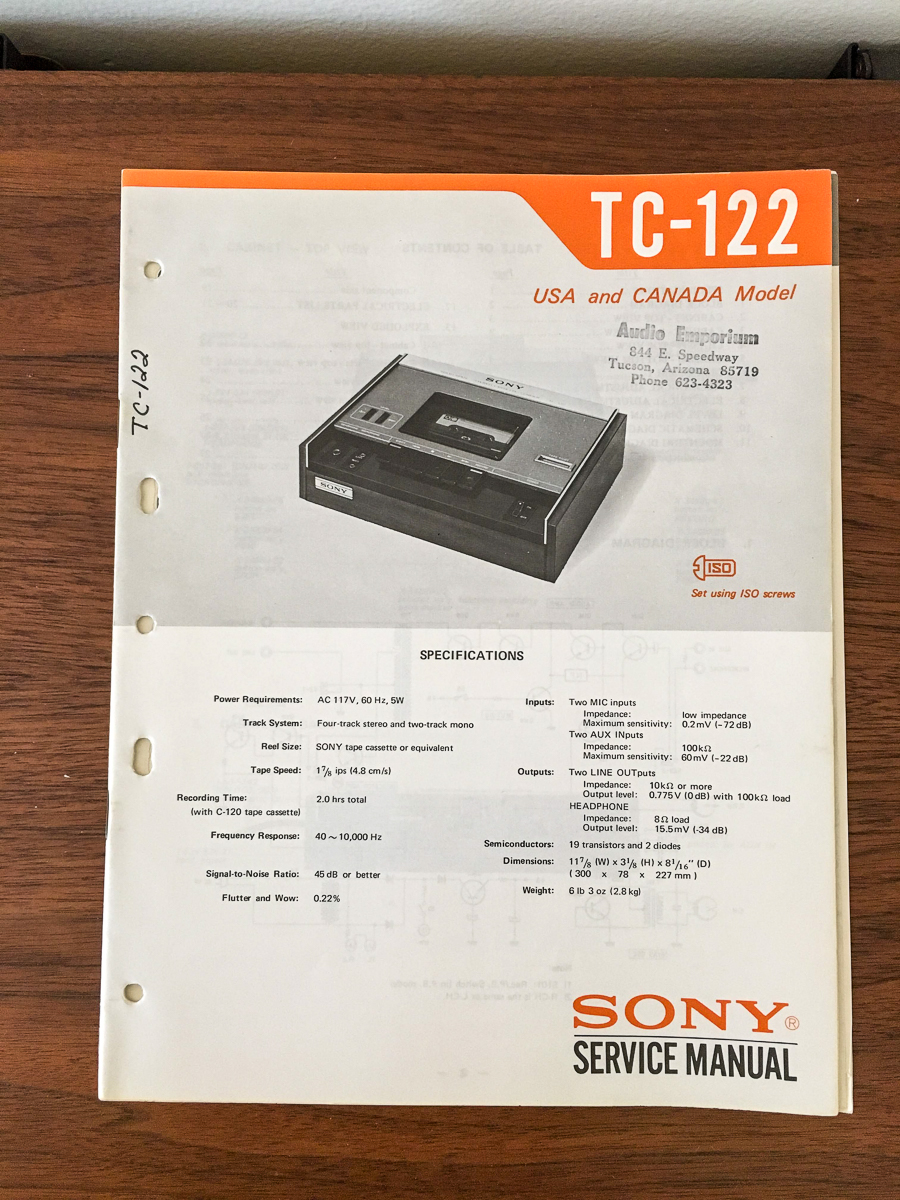 TC-122
USA and CANADA Model
Audio Emporium
844 E. Speedway
Tucson, Arizona 85719
Phone 623-4323
TC-122
SONY
SONY
ISO
Set using ISO screws
SPECIFICATIONS
Power Requirements: AC 117V, 60 Hz, 5W
Track System: Four-track stereo and two-track mono
Reel Size: SONY tape cassette or equivalent
Tape Speed: 1 7/8 ips (4.8 cm/s)
Recording Time: 2.0 hrs total
(with C-120 tape cassette)
Frequency Response: 40 ~ 10,000 Hz
Signal-to-Noise Ratio: 45 dB or better
Flutter and Wow: 0.22%
Inputs: Two MIC inputs
Impedance: low impedance
Maximum sensitivity: 0.2mV (-72 dB)
Two AUX INputs
Impedance: 100kΩ
Maximum sensitivity: 60mV (-22 dB)
Outputs: Two LINE OUTputs
Impedance: 10kΩ or more
Output level: 0.775V (0dB) with 100kΩ load
HEADPHONE
Impedance: 8Ω load
Output level: 15.5mV (-34 dB)
Semiconductors: 19 transistors and 2 diodes
Dimensions: 11 7/8 (W) x 3 1/8 (H) x 8 1/16" (D)
( 300 x 78 x 227 mm )
Weight: 6 lb 3 oz (2.8 kg)
SONY®
SERVICE MANUAL